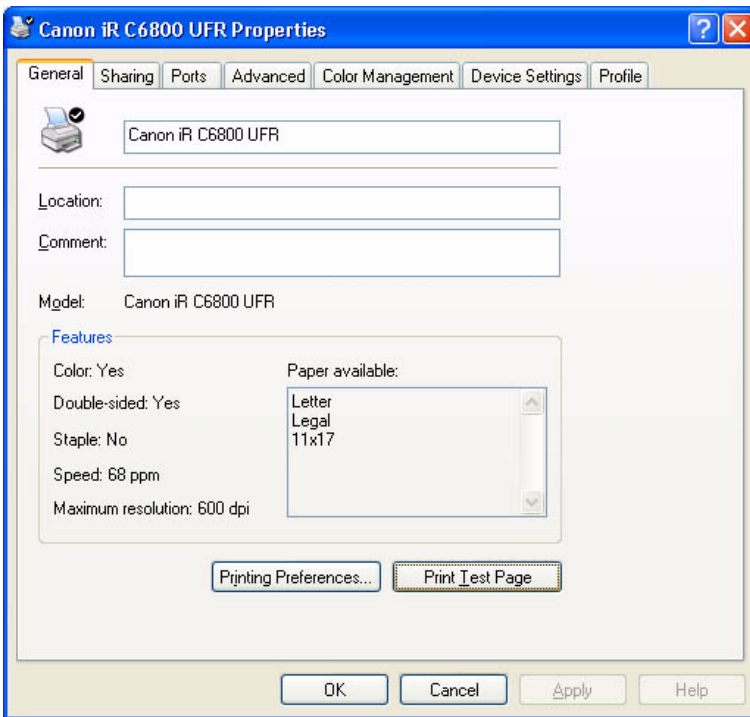 Canon iR C6800 UFR Properties
General Sharing Ports Advanced Color Management Device Settings Profile
Canon iR C6800 UFR
Location:
Comment:
Model: Canon iR C6800 UFR
Features
Color: Yes Paper available:
Double-sided: Yes Letter
Legal
Staple: No 11x17
Speed: 68 ppm
Maximum resolution: 600 dpi
Printing Preferences... Print Test Page
OK Cancel Apply Help